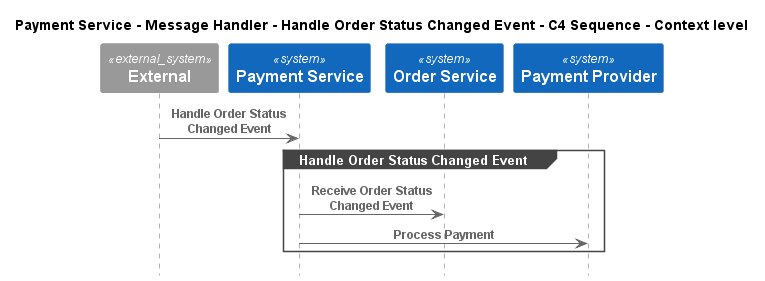 Payment Service - Message Handler - Handle Order Status Changed Event - C4 Sequence - Context level
«external_system»
External
«system»
Payment Service
«system»
Order Service
«system»
Payment Provider
Handle Order Status
Changed Event
Handle Order Status Changed Event
Receive Order Status
Changed Event
Process Payment